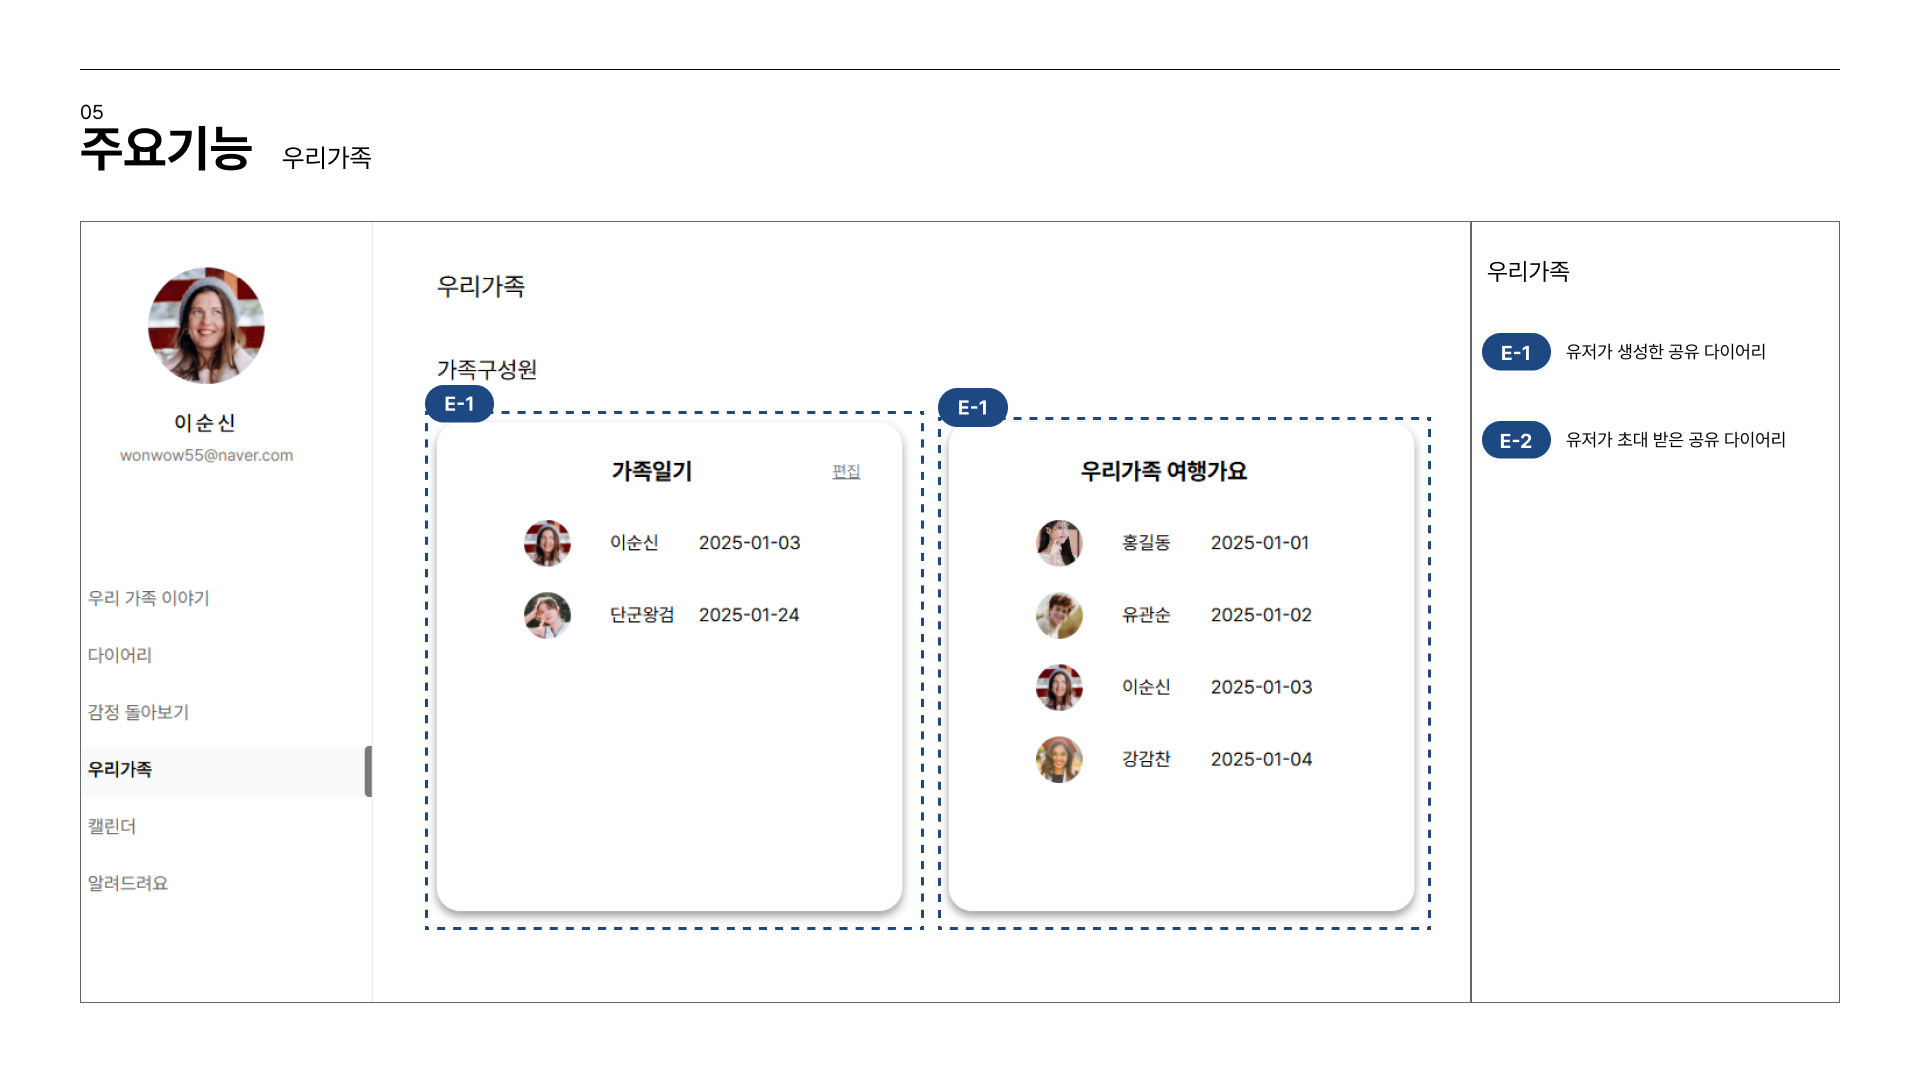 05
주요기능 우리가족
이순신
wonwow55@naver.com
우리 가족 이야기
다이어리
감정 돌아보기
우리가족
캘린더
알려드려요
우리가족
가족구성원
E-1
가족일기 편집
이순신 2025-01-03
단군왕검 2025-01-24
E-1
우리가족 여행가요
홍길동 2025-01-01
유관순 2025-01-02
이순신 2025-01-03
강감찬 2025-01-04
우리가족
E-1 유저가 생성한 공유 다이어리
E-2 유저가 초대 받은 공유 다이어리